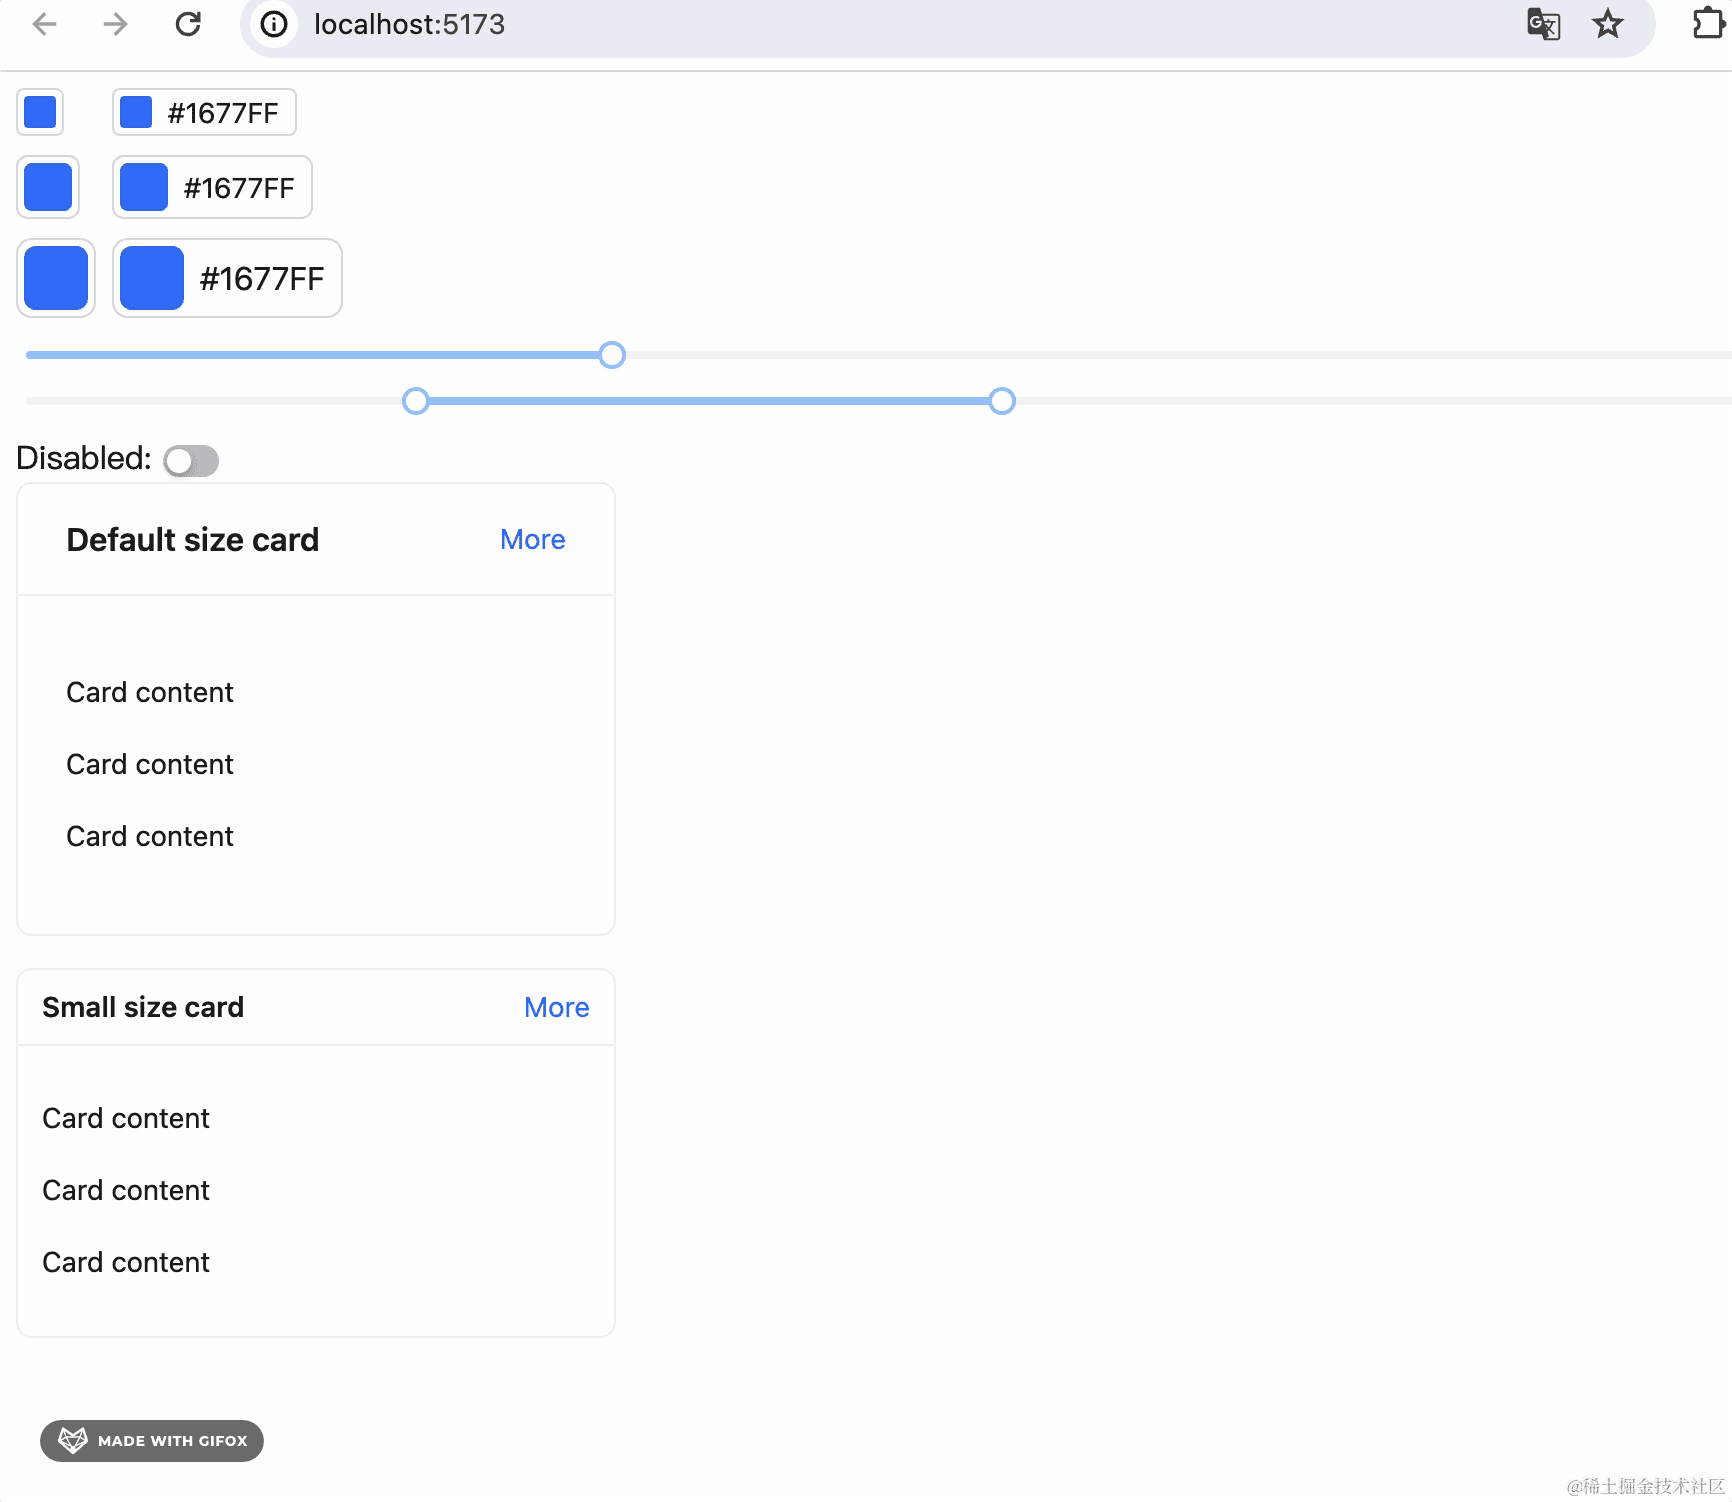 localhost:5173
#1677FF
#1677FF
#1677FF
Disabled:
Default size card More
Card content
Card content
Card content
Small size card More
Card content
Card content
Card content
MADE WITH GIFOX
@稀土掘金技术社区